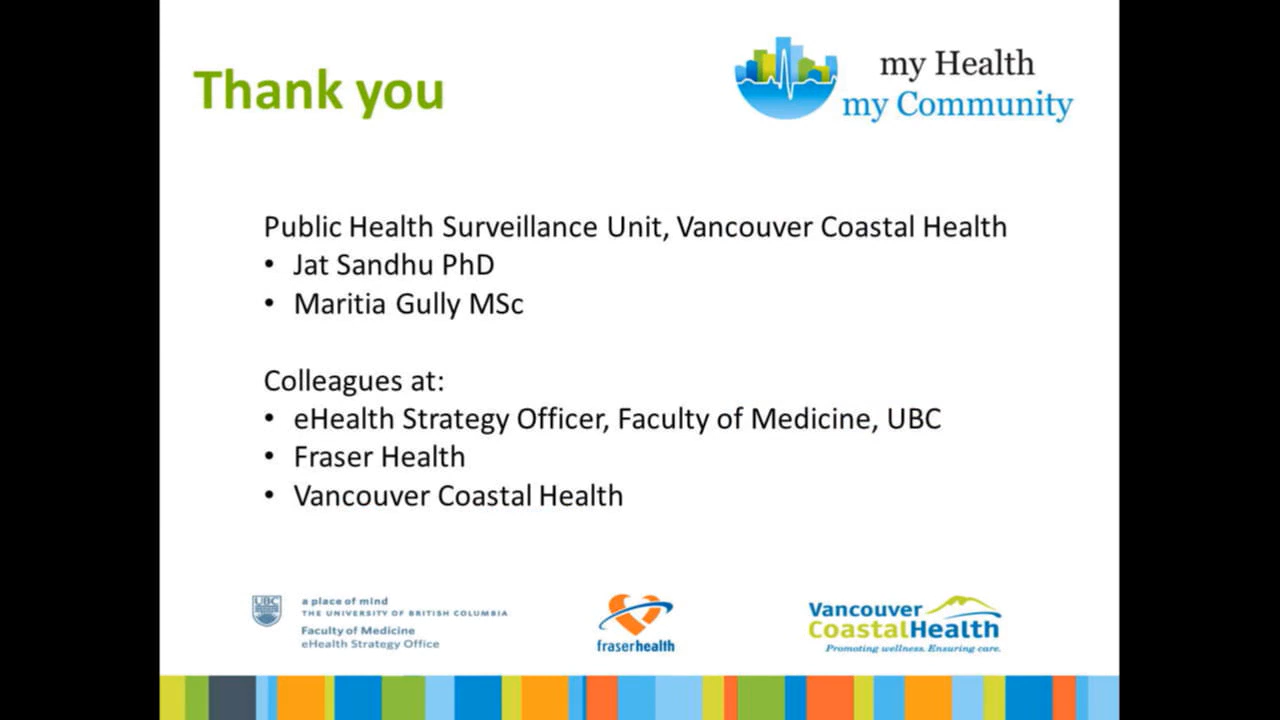 Thank you
my Health
my Community
Public Health Surveillance Unit, Vancouver Coastal Health
• Jat Sandhu PhD
• Maritia Gully MSc
Colleagues at:
• eHealth Strategy Officer, Faculty of Medicine, UBC
• Fraser Health
• Vancouver Coastal Health
UBC
a place of mind
THE UNIVERSITY OF BRITISH COLUMBIA
Faculty of Medicine
eHealth Strategy Office
fraserhealth
Vancouver
CoastalHealth
Promoting wellness. Ensuring care.